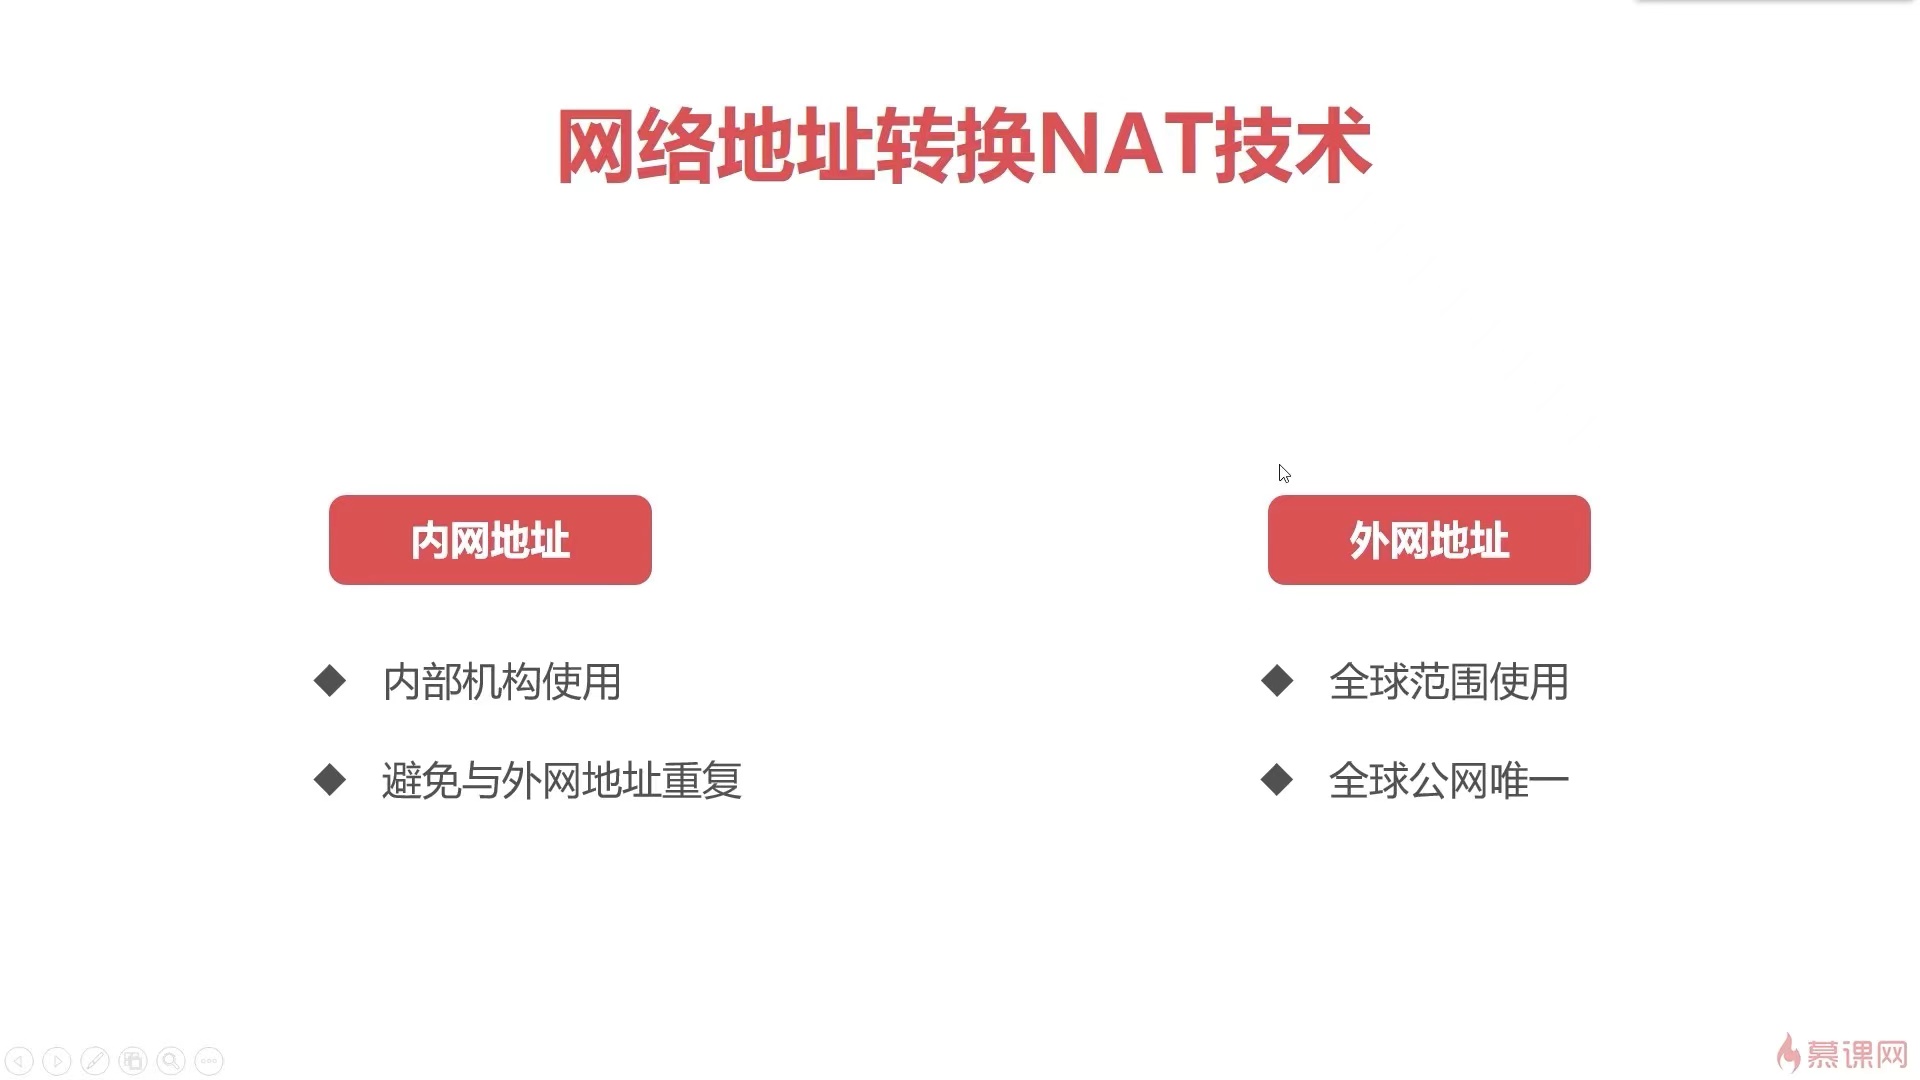 网络地址转换NAT技术
内网地址
内部机构使用
避免与外网地址重复
外网地址
全球范围使用
全球公网唯一
慕课网